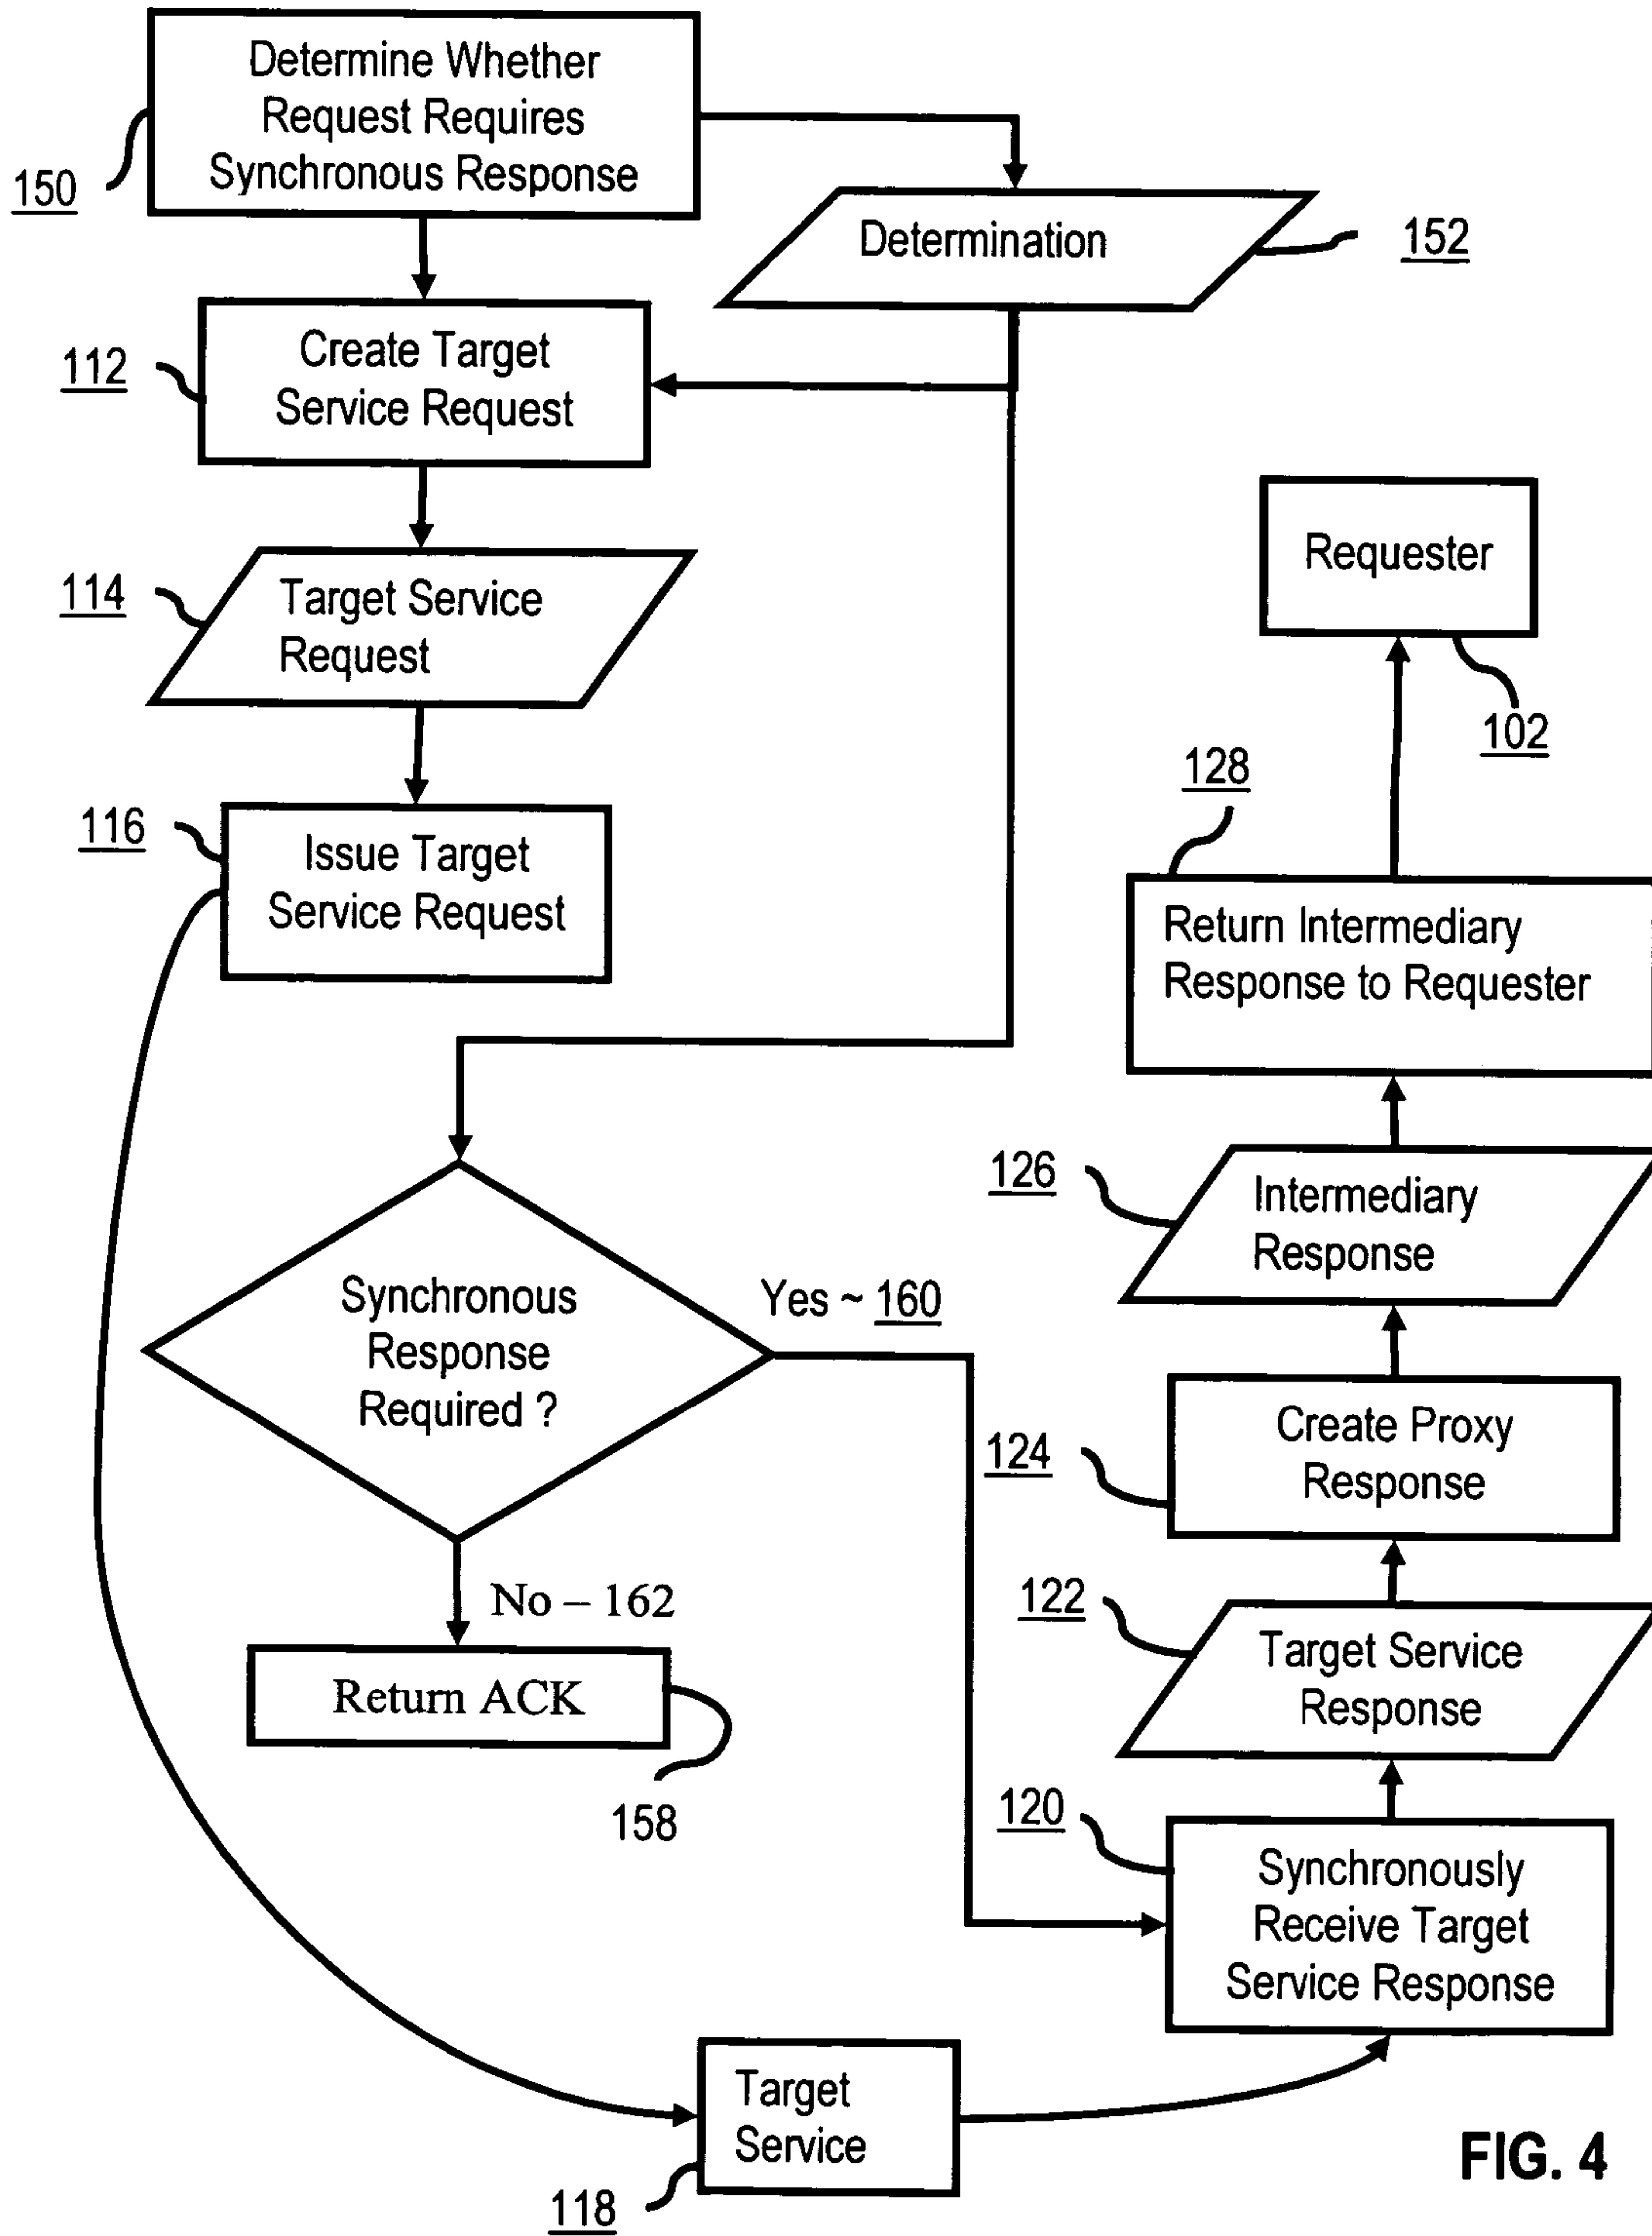 Determine Whether
Request Requires
Synchronous Response
150
Determination
152
Create Target
Service Request
112
Requester
102
Target Service
Request
114
128
Issue Target
Service Request
116
Return Intermediary
Response to Requester
126
Intermediary
Response
Synchronous
Response
Required ?
Yes ~ 160
Create Proxy
Response
124
No – 162
122
Target Service
Response
Return ACK
158
120
Synchronously
Receive Target
Service Response
Target
Service
118
FIG. 4